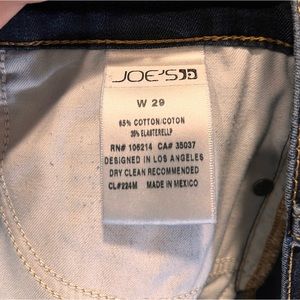 JOE'S
W 29
65% COTTON/COTON
35% ELASTERELLP
RN# 106214 CA# 35037
DESIGNED IN LOS ANGELES
DRY CLEAN RECOMMENDED
CL#224M MADE IN MEXICO